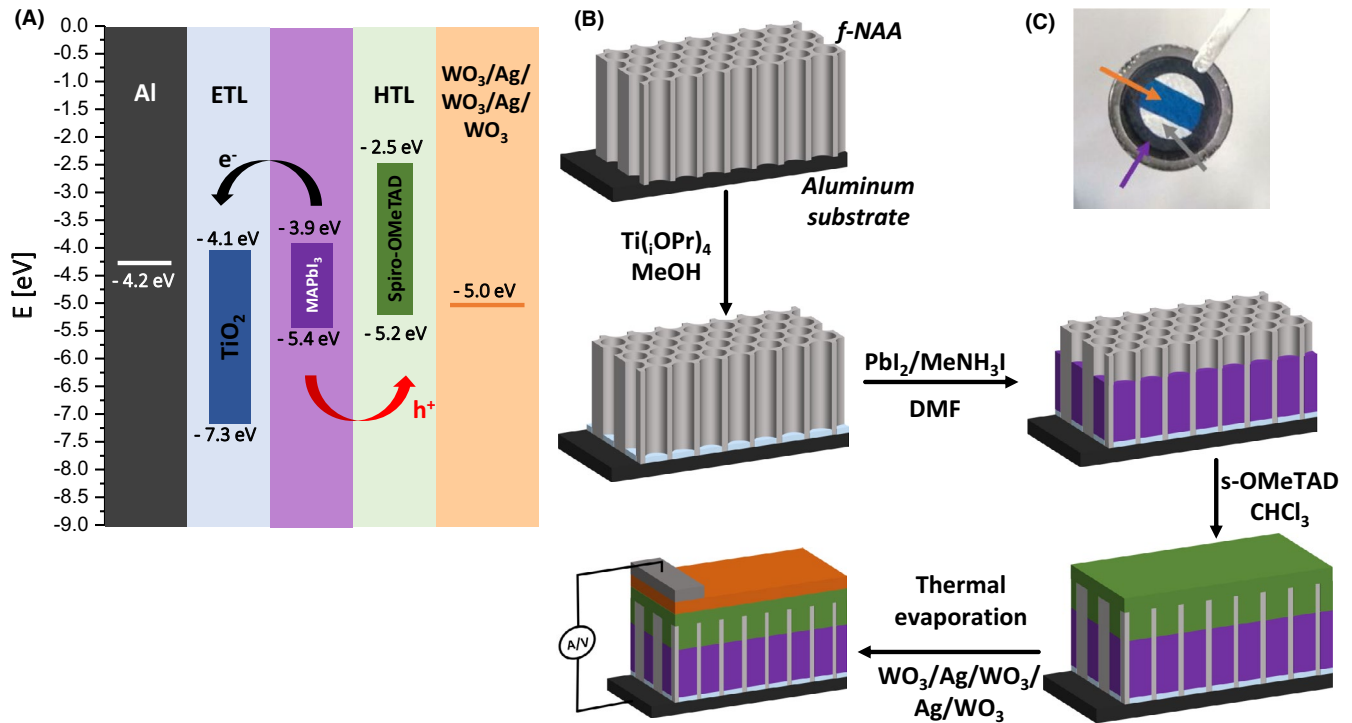 (A)
E [eV]
0.0
-0.5
-1.0
-1.5
-2.0
-2.5
-3.0
-3.5
-4.0
-4.5
-5.0
-5.5
-6.0
-6.5
-7.0
-7.5
-8.0
-8.5
-9.0
Al
- 4.2 eV
ETL
e⁻
- 4.1 eV
TiO₂
- 7.3 eV
- 3.9 eV
MAPbI₃
- 5.4 eV
h⁺
HTL
- 2.5 eV
Spiro-OMeTAD
- 5.2 eV
WO₃/Ag/
WO₃/Ag/
WO₃
- 5.0 eV
(B)
f-NAA
Aluminum
substrate
Ti(ᵢOPr)₄
MeOH
PbI₂/MeNH₃I
DMF
s-OMeTAD
CHCl₃
Thermal
evaporation
WO₃/Ag/WO₃/
Ag/WO₃
A/V
(C)